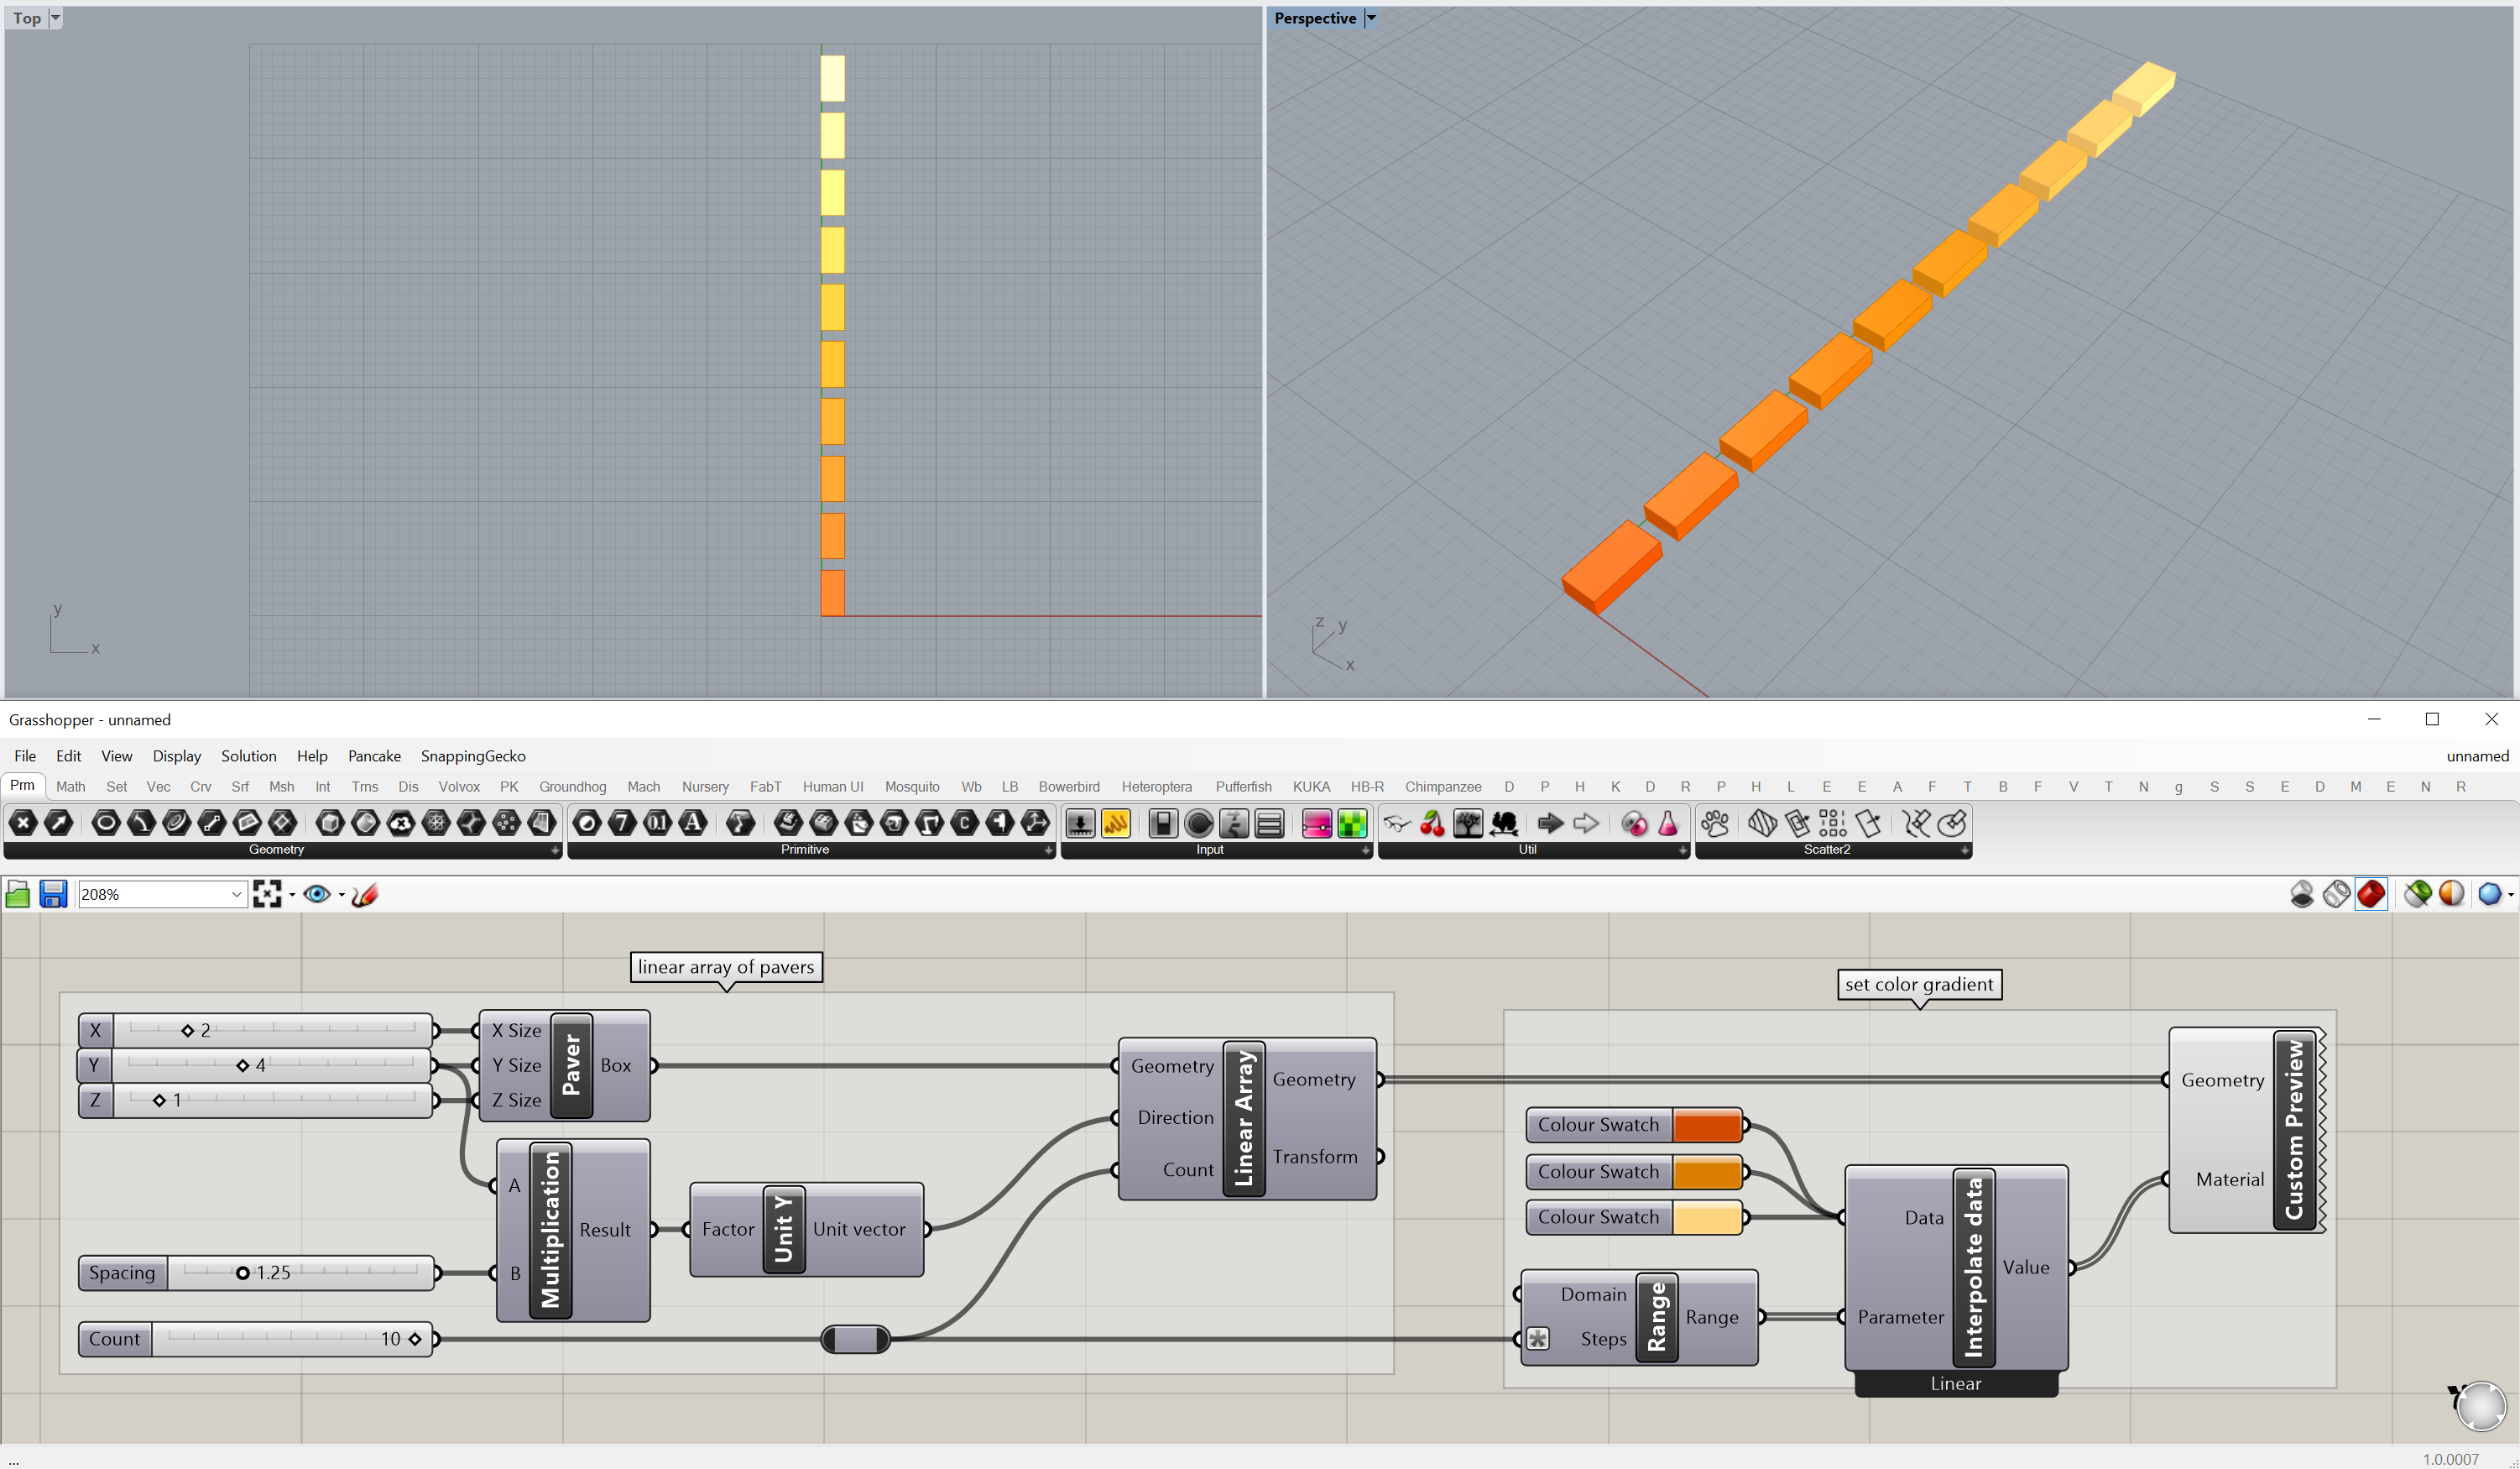 Top
Perspective
y
x
z
y
x
Grasshopper - unnamed
File Edit View Display Solution Help Pancake SnappingGecko unnamed
Prm Math Set Vec Crv Srf Msh Int Trns Dis Volvox PK Groundhog Mach Nursery FabT Human UI Mosquito Wb LB Bowerbird Heteroptera Pufferfish KUKA HB-R Chimpanzee D P H K D R P H L E E A F T B F V T N g S S E D M E N R
Geometry Primitive Input Util Scatter2
208%
linear array of pavers
set color gradient
X 2
Y 4
Z 1
X Size
Y Size
Z Size
Paver
Box
A
B
Multiplication
Result
Spacing 1.25
Count 10
Factor
Unit Y
Unit vector
Geometry
Direction
Count
Linear Array
Geometry
Transform
Colour Swatch
Colour Swatch
Colour Swatch
Domain
Steps
Range
Range
Data
Parameter
Interpolate data
Value
Linear
Geometry
Material
Custom Preview
...
1.0.0007